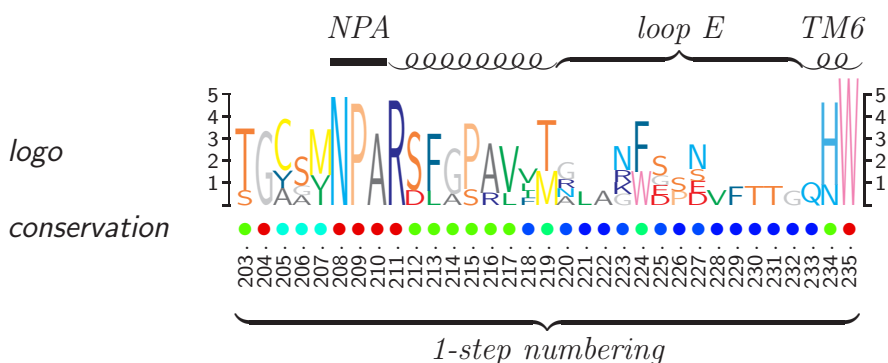 NPA loop E TM6
5 5
4 4
3 3
2 2
1 1
logo
T G C S M N P A R S F G P A V T G L A N F S S N V F T T G Q H W
conservation
203. 204. 205. 206. 207. 208. 209. 210. 211. 212. 213. 214. 215. 216. 217. 218. 219. 220. 221. 222. 223. 224. 225. 226. 227. 228. 229. 230. 231. 232. 233. 234. 235.
1-step numbering